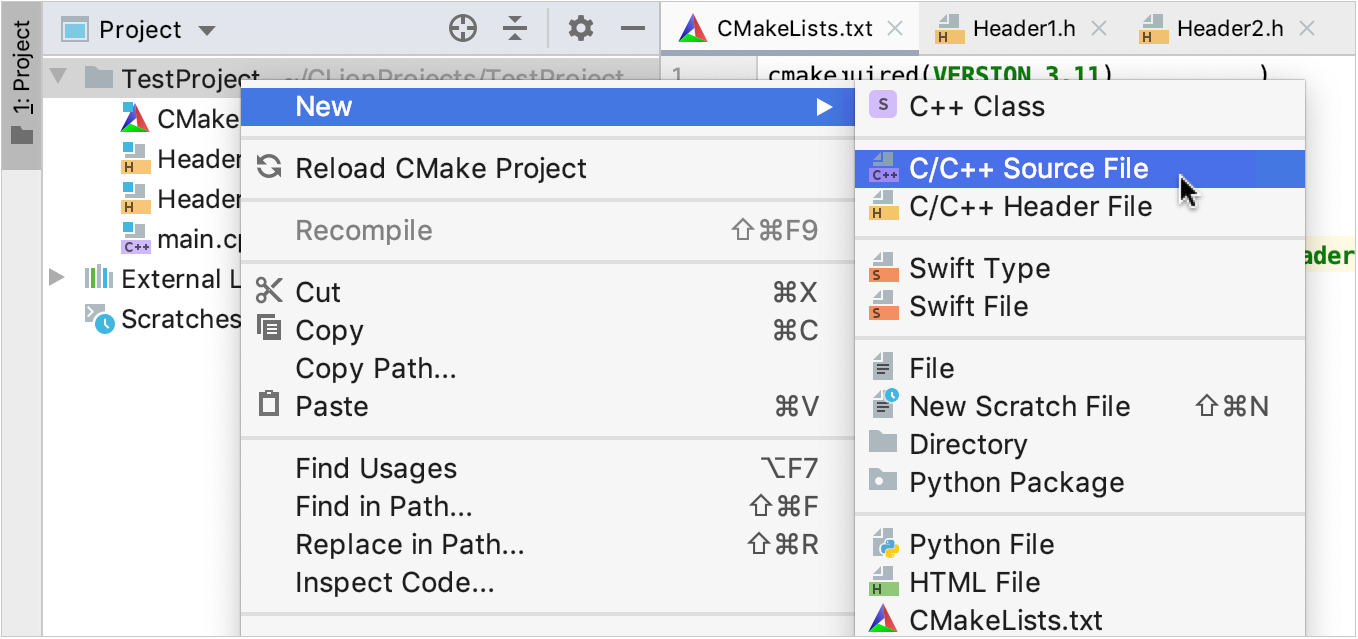 1: Project
Project
CMakeLists.txt
Header1.h
Header2.h
TestProject ~/CLionProjects/TestProject
1
cmake
uired(VERSION 3.11)
)
CMake
Header
Header
main.cp
External L
Scratches
New
Reload CMake Project
Recompile ⇧⌘F9
Cut ⌘X
Copy ⌘C
Copy Path...
Paste ⌘V
Find Usages ⌥F7
Find in Path... ⇧⌘F
Replace in Path... ⇧⌘R
Inspect Code...
S C++ Class
C++ C/C++ Source File
H C/C++ Header File
ader
S Swift Type
S Swift File
File
New Scratch File ⇧⌘N
Directory
Python Package
Python File
H HTML File
CMakeLists.txt